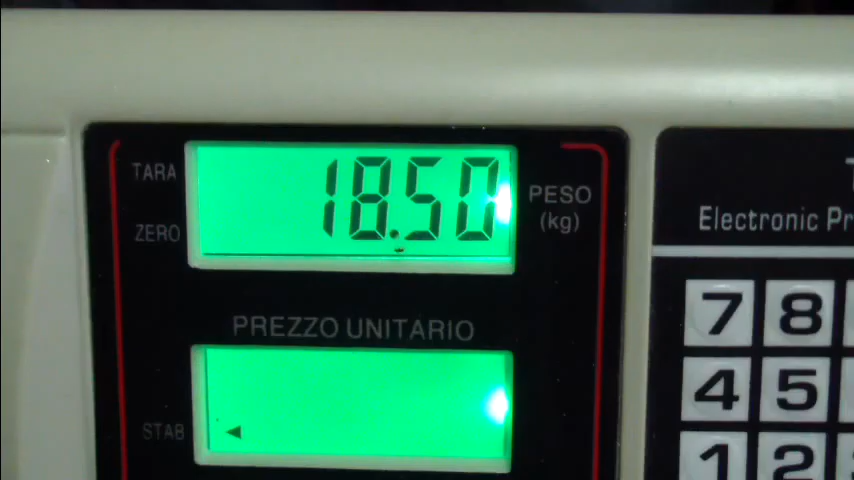 TARA
18.50
PESO
(kg)
ZERO
Electronic Pr
PREZZO UNITARIO
7 8
4 5
STAB
1 2